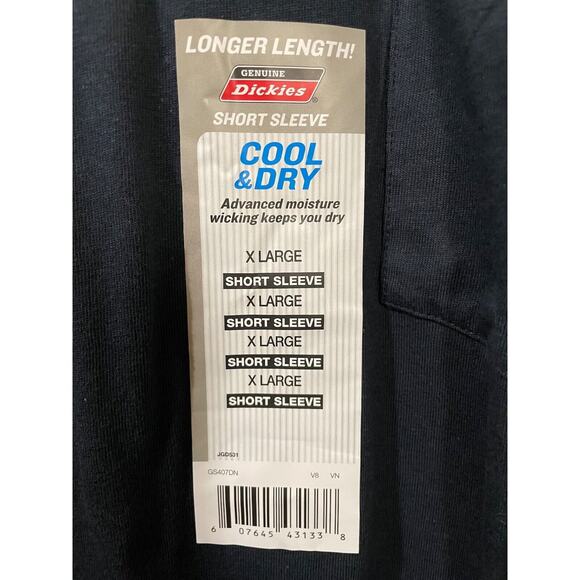 LONGER LENGTH!
GENUINE
Dickies®
SHORT SLEEVE
COOL
& DRY
Advanced moisture
wicking keeps you dry
X LARGE
SHORT SLEEVE
X LARGE
SHORT SLEEVE
X LARGE
SHORT SLEEVE
X LARGE
SHORT SLEEVE
JGD531
GS407DN V8 VN
6 07645 43133 8